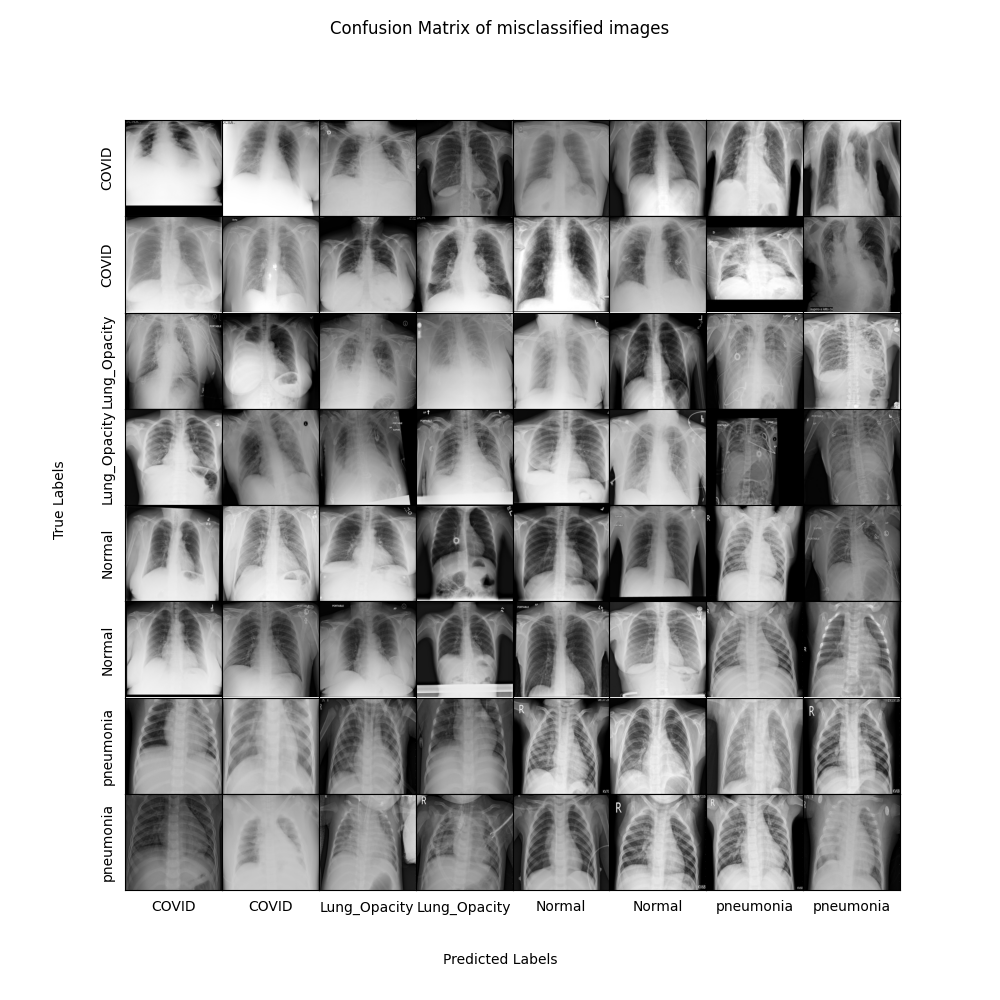 Confusion Matrix of misclassified images
COVID
COVID
Lung_Opacity
Lung_Opacity
Normal
Normal
pneumonia
pneumonia
True Labels
R
R
R
R
R
R
COVID
COVID
Lung_Opacity
Lung_Opacity
Normal
Normal
pneumonia
pneumonia
Predicted Labels